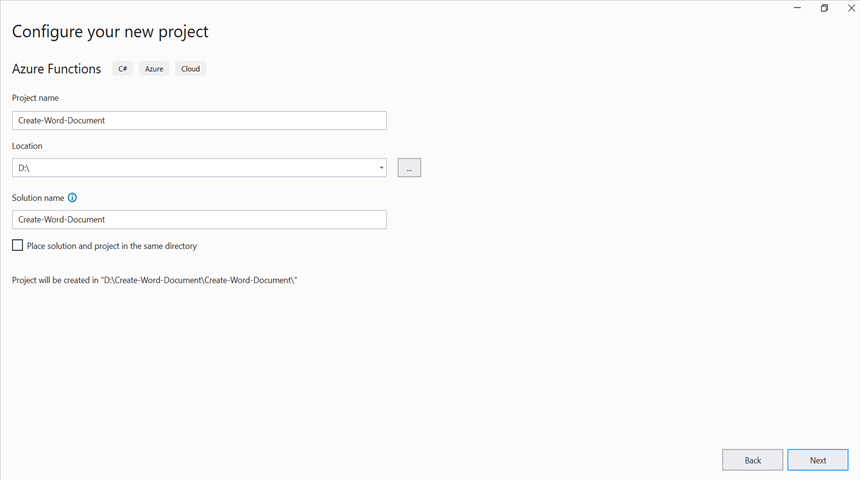 Configure your new project
Azure Functions C# Azure Cloud
Project name
Create-Word-Document
Location
D:\
...
Solution name
Create-Word-Document
Place solution and project in the same directory
Project will be created in "D:\Create-Word-Document\Create-Word-Document\"
Back Next